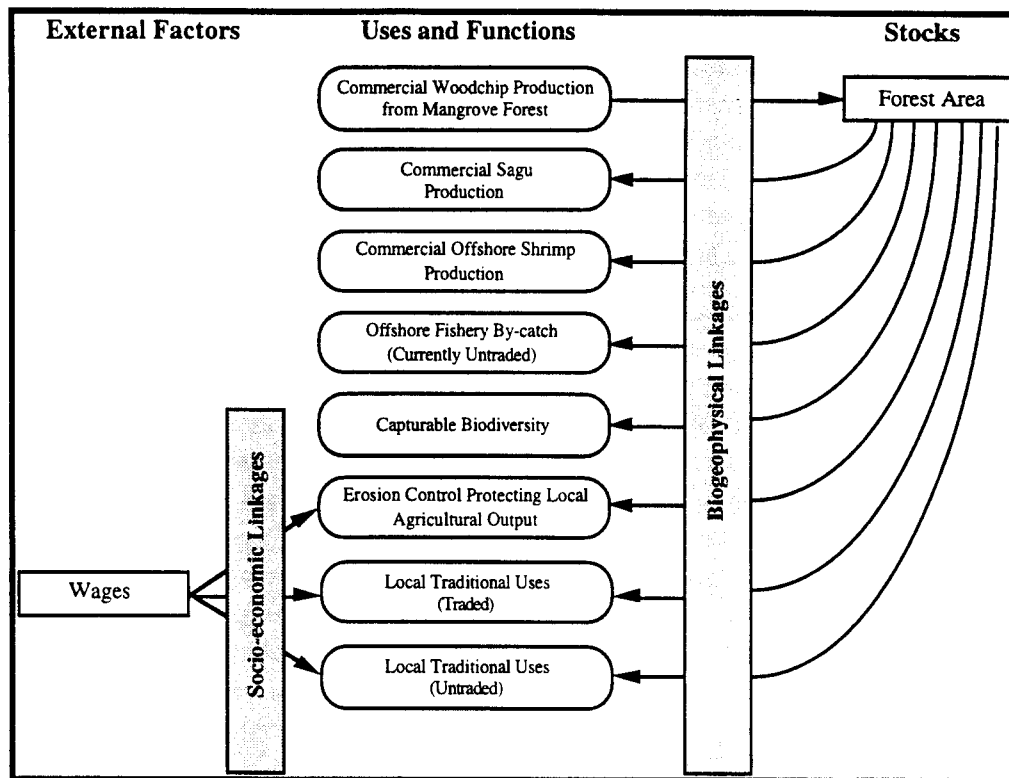 External Factors
Uses and Functions
Stocks
Commercial Woodchip Production
from Mangrove Forest
Forest Area
Commercial Sagu
Production
Commercial Offshore Shrimp
Production
Offshore Fishery By-catch
(Currently Untraded)
Capturable Biodiversity
Erosion Control Protecting Local
Agricultural Output
Wages
Local Traditional Uses
(Traded)
Local Traditional Uses
(Untraded)
Socio-economic Linkages
Biogeophysical Linkages